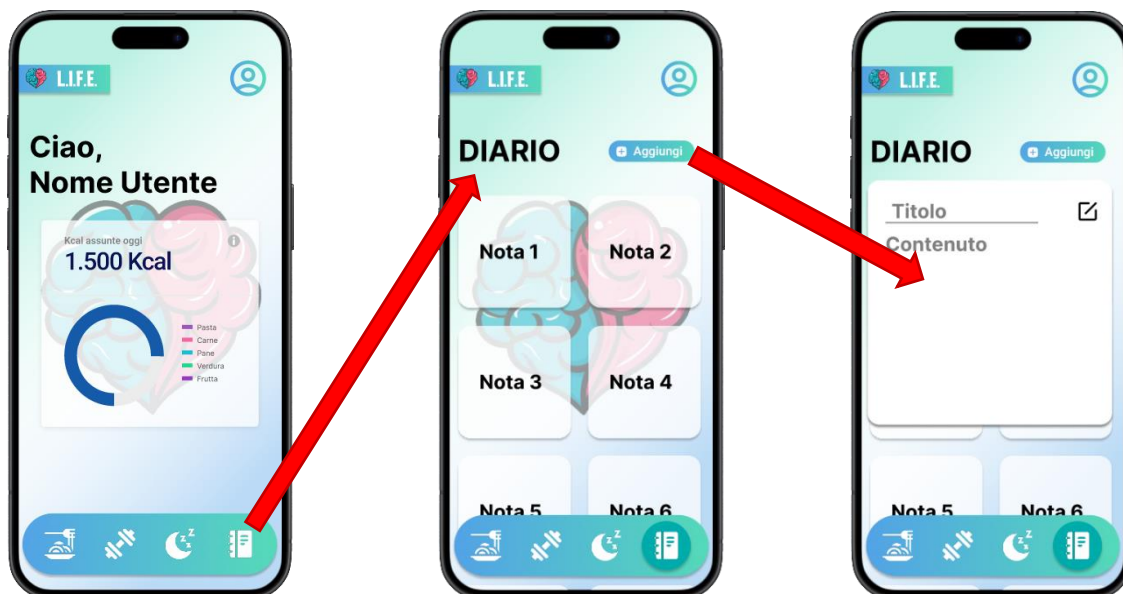 L.I.F.E.
Ciao,
Nome Utente
Kcal assunte oggi
1.500 Kcal
Pasta
Carne
Pane
Verdura
Frutta
L.I.F.E.
DIARIO
Aggiungi
Nota 1
Nota 2
Nota 3
Nota 4
Nota 5
Nota 6
L.I.F.E.
DIARIO
Aggiungi
Titolo
Contenuto
Nota 5
Nota 6